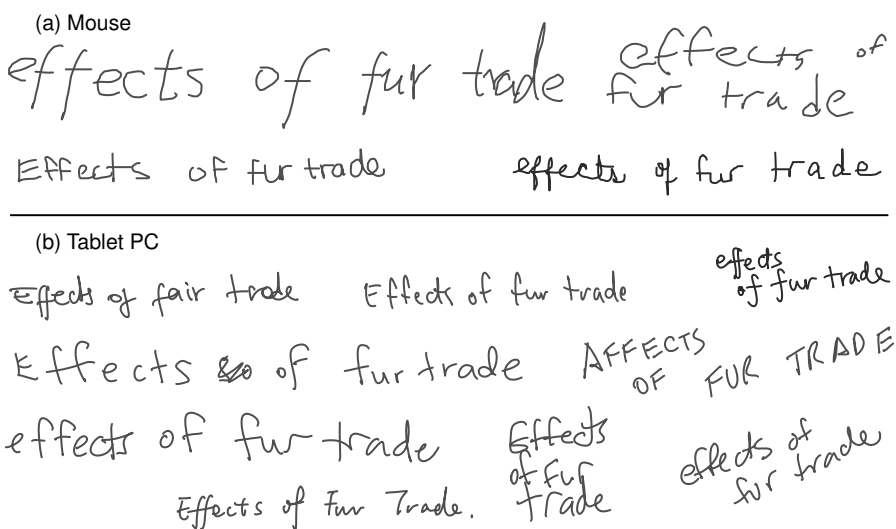 (a) Mouse
effects of fur trade
effects of
fur trade
Effects of fur trade
effects of fur trade
(b) Tablet PC
Effects of fair trade
Effects of fur trade
effects
of fur trade
Effects of fur trade
AFFECTS
OF FUR TRADE
effects of fur trade
Effects
of Fur
trade
effects of
fur trade
Effects of Fur Trade.